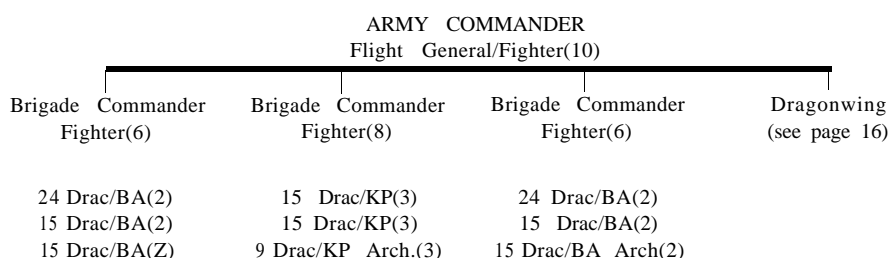 ARMY COMMANDER
Flight General/Fighter(10)
Brigade Commander Brigade Commander Brigade Commander Dragonwing
Fighter(6) Fighter(8) Fighter(6) (see page 16)
24 Drac/BA(2) 15 Drac/KP(3) 24 Drac/BA(2)
15 Drac/BA(2) 15 Drac/KP(3) 15 Drac/BA(2)
15 Drac/BA(Z) 9 Drac/KP Arch.(3) 15 Drac/BA Arch(2)